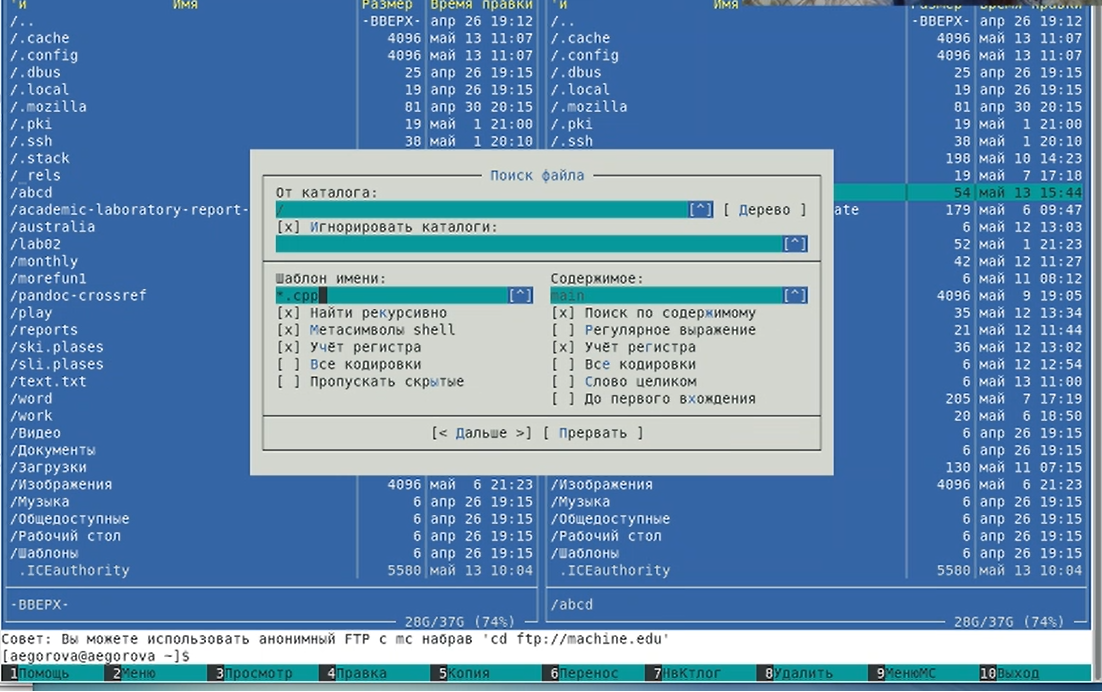 'и Имя Размер Время правки 'и Имя Размер Время правки
/.. -ВВЕРХ- апр 26 19:12 /.. -ВВЕРХ- апр 26 19:12
/.cache 4096 май 13 11:07 /.cache 4096 май 13 11:07
/.config 4096 май 13 11:07 /.config 4096 май 13 11:07
/.dbus 25 апр 26 19:15 /.dbus 25 апр 26 19:15
/.local 19 апр 26 19:15 /.local 19 апр 26 19:15
/.mozilla 81 апр 30 20:15 /.mozilla 81 апр 30 20:15
/.pki 19 май 1 21:00 /.pki 19 май 1 21:00
/.ssh 38 май 1 20:10 /.ssh 38 май 1 20:10
/.stack 198 май 10 14:23
/_rels 19 май 7 17:18
/abcd 54 май 13 15:44
/academic-laboratory-report- ate 179 май 6 09:47
/australia 6 май 12 13:03
/lab02 52 май 1 21:23
/monthly 42 май 12 11:27
/morefun1 6 май 11 08:12
/pandoc-crossref 4096 май 9 19:05
/play 35 май 12 13:34
/reports 21 май 12 11:44
/ski.plases 36 май 12 13:02
/sli.plases 6 май 12 12:54
/text.txt 6 май 13 11:00
/word 205 май 7 17:19
/work 20 май 6 18:50
/Видео 6 апр 26 19:15
/Документы 6 апр 26 19:15
/Загрузки 130 май 11 07:15
/Изображения 4096 май 6 21:23 /Изображения 4096 май 6 21:23
/Музыка 6 апр 26 19:15 /Музыка 6 апр 26 19:15
/Общедоступные 6 апр 26 19:15 /Общедоступные 6 апр 26 19:15
/Рабочий стол 6 апр 26 19:15 /Рабочий стол 6 апр 26 19:15
/Шаблоны 6 апр 26 19:15 /Шаблоны 6 апр 26 19:15
.ICEauthority 5580 май 13 10:04 .ICEauthority 5580 май 13 10:04
-ВВЕРХ- /abcd
28G/37G (74%) 28G/37G (74%)
Поиск файла
От каталога:
/ [^] [ Дерево ]
[x] Игнорировать каталоги:
[^]
Шаблон имени: Содержимое:
*.cpp [^] main [^]
[x] Найти рекурсивно [x] Поиск по содержимому
[x] Метасимволы shell [ ] Регулярное выражение
[x] Учёт регистра [x] Учёт регистра
[ ] Все кодировки [ ] Все кодировки
[ ] Пропускать скрытые [ ] Слово целиком
[ ] До первого вхождения
[< Дальше >] [ Прервать ]
Совет: Вы можете использовать анонимный FTP с mc набрав 'cd ftp://machine.edu'
[aegorova@aegorova ~]$
1Помощь 2Меню 3Просмотр 4Правка 5Копия 6Перенос 7НвКтлог 8Удалить 9МенюMC 10Выход